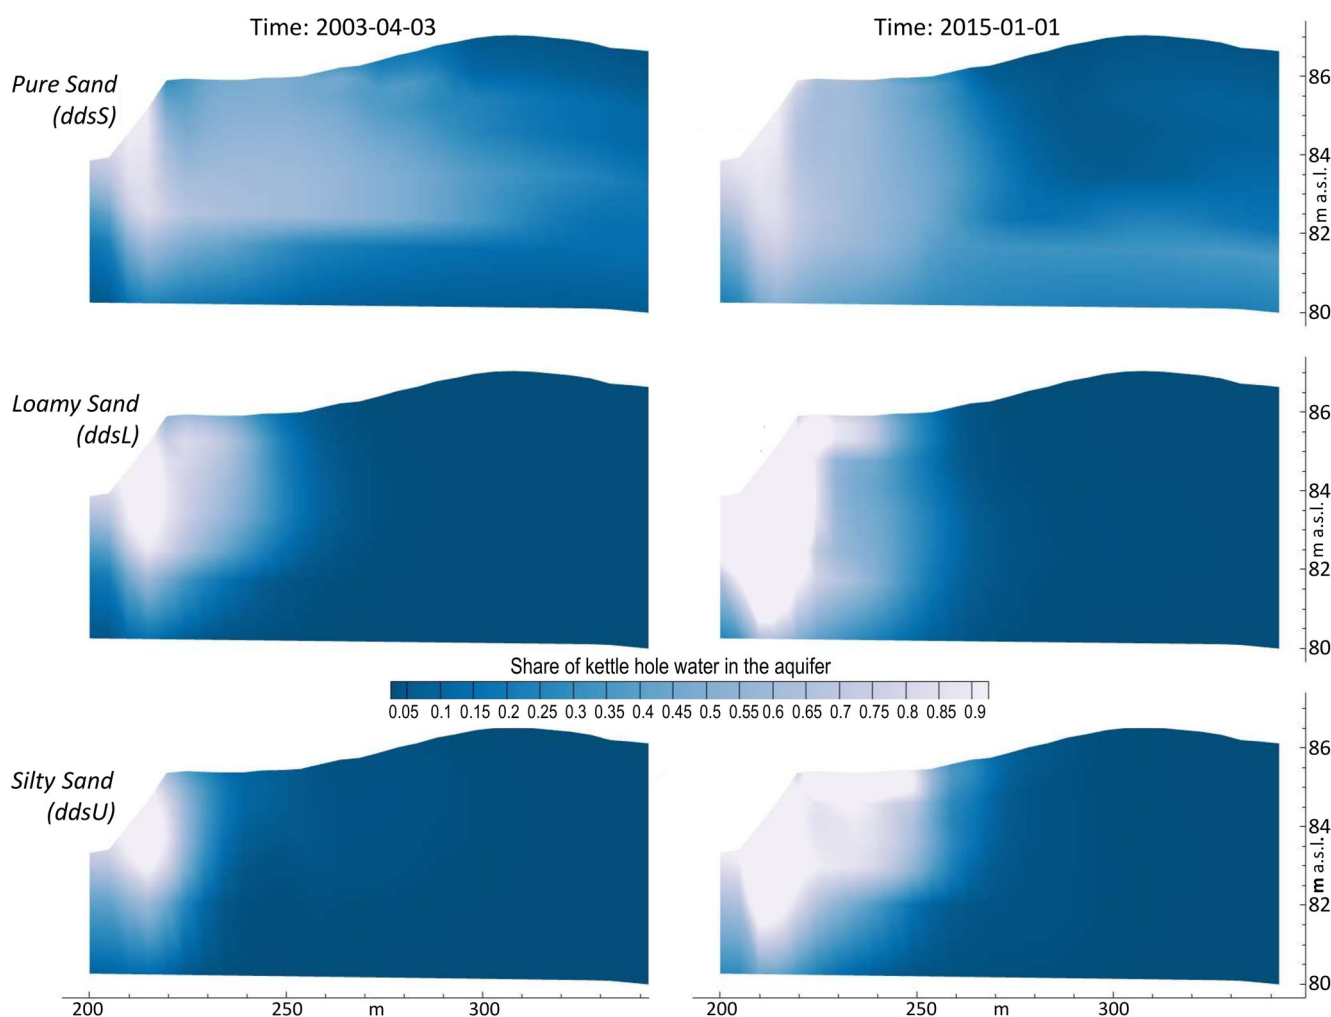 Time: 2003-04-03
Time: 2015-01-01
Pure Sand
(ddsS)
86
84
82
80
m a.s.l.
Loamy Sand
(ddsL)
86
84
82
80
m a.s.l.
Share of kettle hole water in the aquifer
0.05 0.1 0.15 0.2 0.25 0.3 0.35 0.4 0.45 0.5 0.55 0.6 0.65 0.7 0.75 0.8 0.85 0.9
Silty Sand
(ddsU)
86
84
82
80
m a.s.l.
200 250 m 300
200 250 m 300